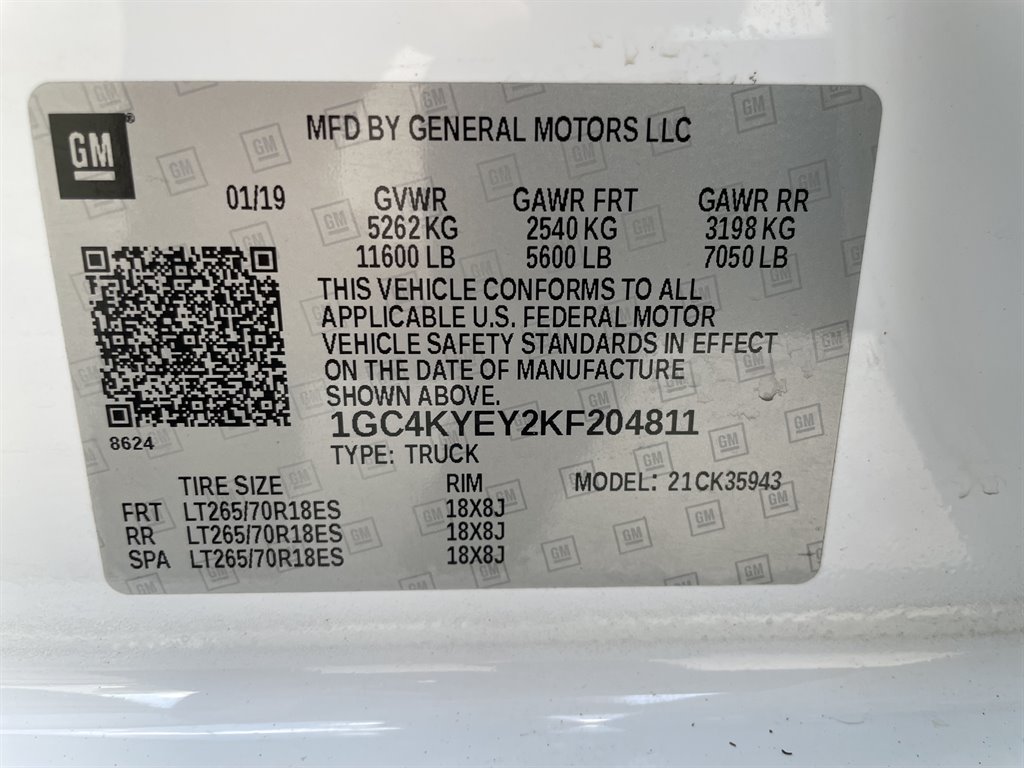 GM®
MFD BY GENERAL MOTORS LLC
01/19 GVWR GAWR FRT GAWR RR
5262 KG 2540 KG 3198 KG
11600 LB 5600 LB 7050 LB
THIS VEHICLE CONFORMS TO ALL
APPLICABLE U.S. FEDERAL MOTOR
VEHICLE SAFETY STANDARDS IN EFFECT
ON THE DATE OF MANUFACTURE
SHOWN ABOVE.
8624
1GC4KYEY2KF204811
TYPE: TRUCK
TIRE SIZE RIM MODEL: 21CK35943
FRT LT265/70R18ES 18X8J
RR LT265/70R18ES 18X8J
SPA LT265/70R18ES 18X8J